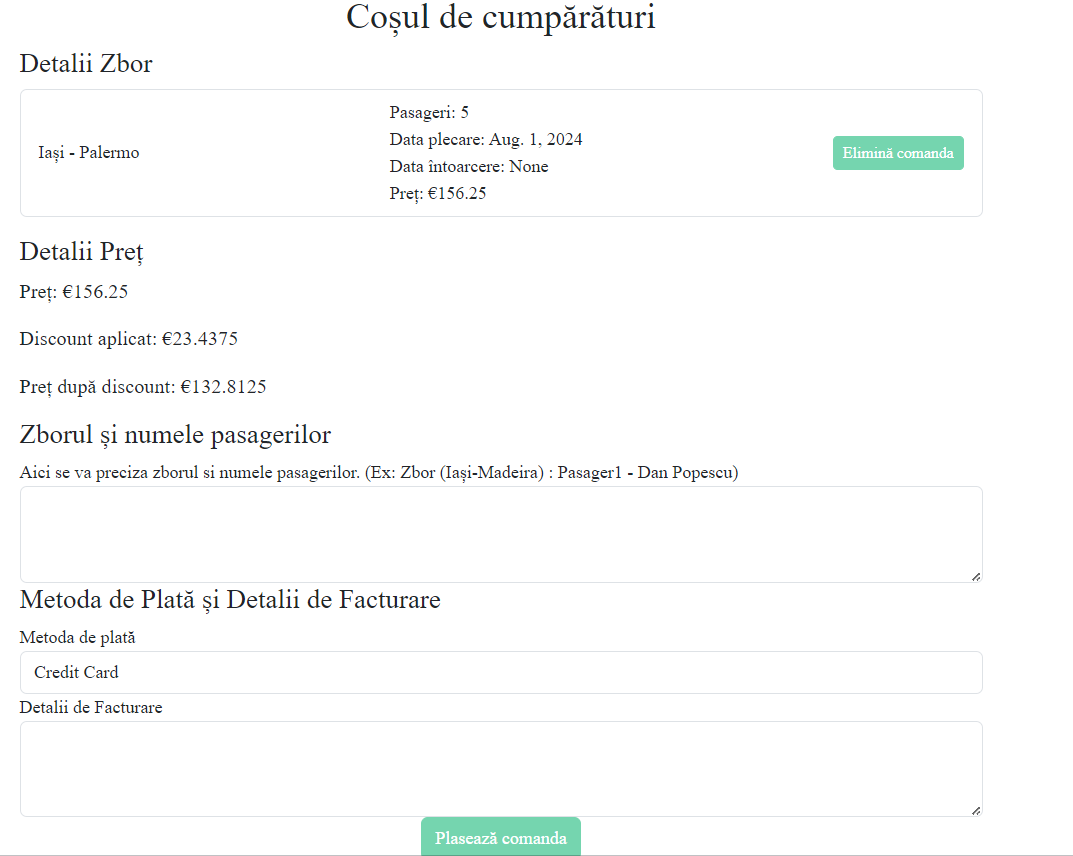 Coșul de cumpărături
Detalii Zbor
Iași - Palermo
Pasageri: 5
Data plecare: Aug. 1, 2024
Data întoarcere: None
Preț: €156.25
Elimină comanda
Detalii Preț
Preț: €156.25
Discount aplicat: €23.4375
Preț după discount: €132.8125
Zborul și numele pasagerilor
Aici se va preciza zborul si numele pasagerilor. (Ex: Zbor (Iași-Madeira) : Pasager1 - Dan Popescu)
Metoda de Plată și Detalii de Facturare
Metoda de plată
Credit Card
Detalii de Facturare
Plasează comanda